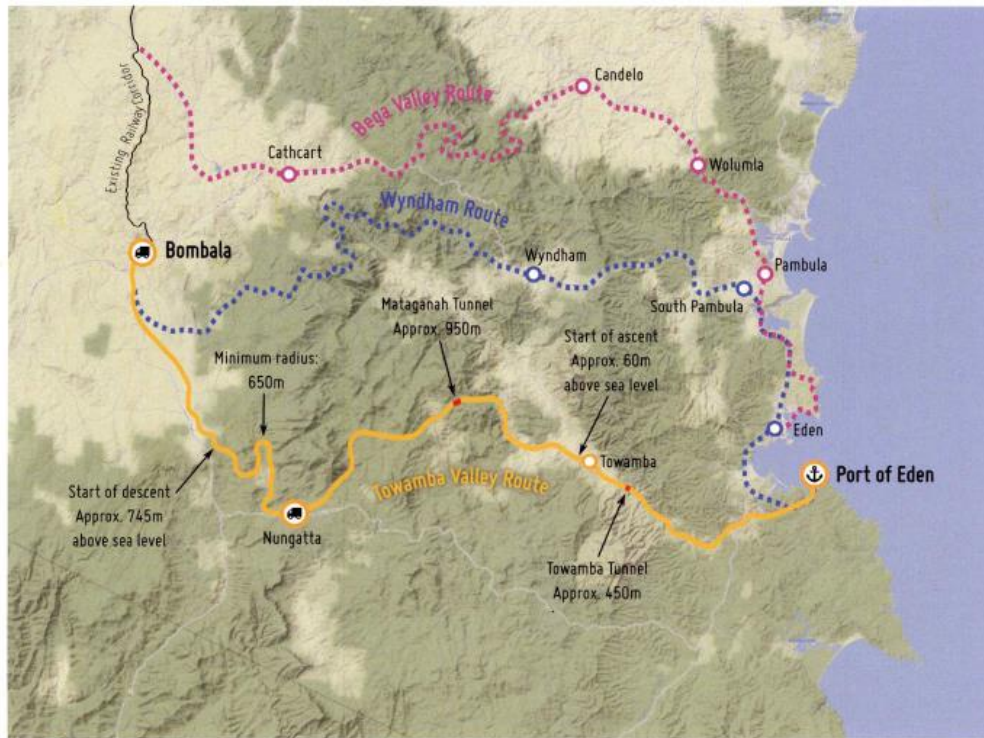 Existing Railway Corridor
Bega Valley Route
Candelo
Cathcart
Wolumla
Wyndham Route
Bombala
Wyndham
Pambula
South Pambula
Mataganah Tunnel
Approx. 950m
Start of ascent
Approx. 60m
above sea level
Minimum radius:
650m
Eden
Towamba
Port of Eden
Towamba Valley Route
Start of descent
Approx. 745m
above sea level
Nungatta
Towamba Tunnel
Approx. 450m